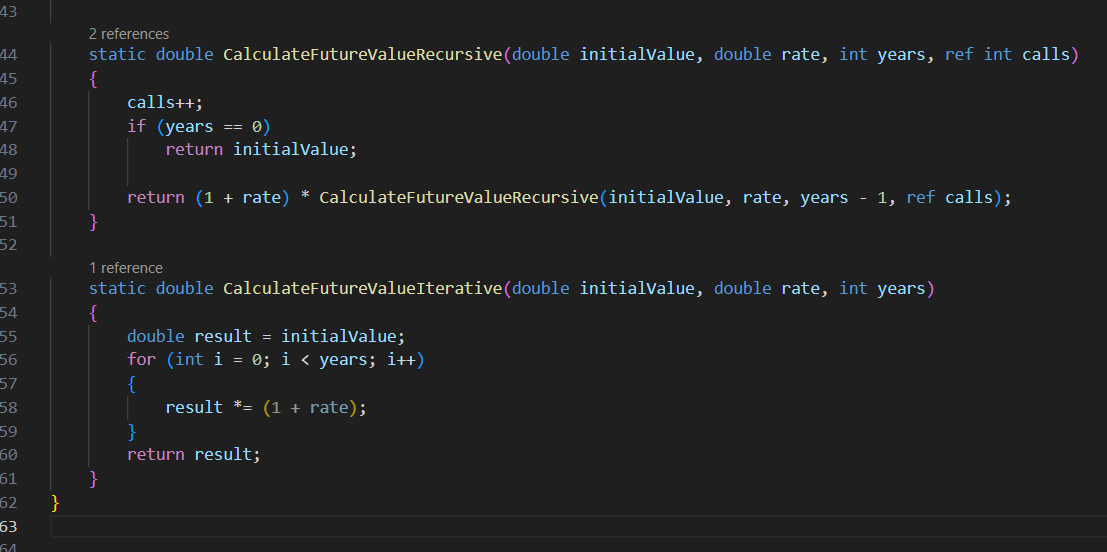 43
2 references
44 static double CalculateFutureValueRecursive(double initialValue, double rate, int years, ref int calls)
45 {
46 calls++;
47 if (years == 0)
48 return initialValue;
49
50 return (1 + rate) * CalculateFutureValueRecursive(initialValue, rate, years - 1, ref calls);
51 }
52
1 reference
53 static double CalculateFutureValueIterative(double initialValue, double rate, int years)
54 {
55 double result = initialValue;
56 for (int i = 0; i < years; i++)
57 {
58 result *= (1 + rate);
59 }
60 return result;
61 }
62 }
63
64